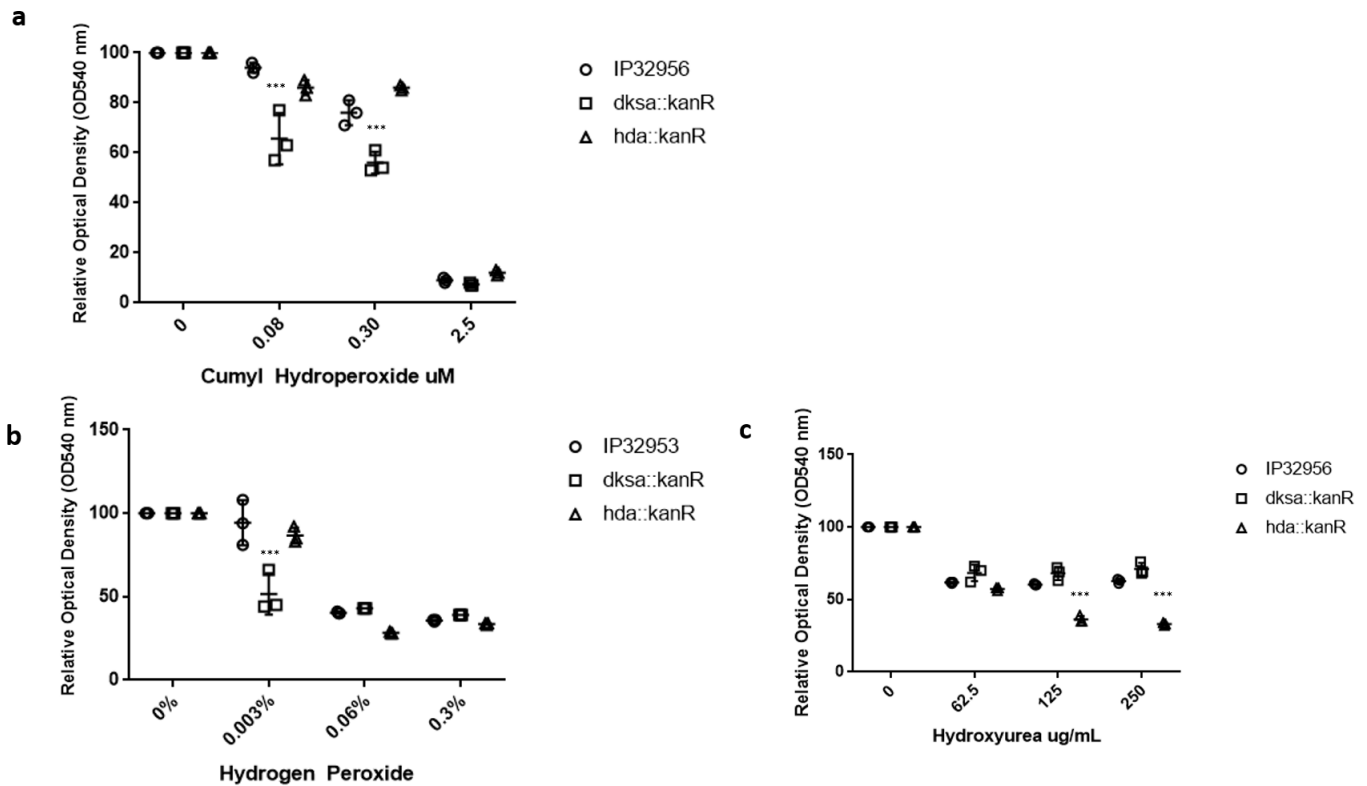 a
Relative Optical Density (OD540 nm)
100
80
60
40
20
0
***
***
0
0.08
0.30
2.5
Cumyl Hydroperoxide uM
IP32956
dksa::kanR
hda::kanR
b
Relative Optical Density (OD540 nm)
150
100
50
0
***
0%
0.003%
0.06%
0.3%
Hydrogen Peroxide
IP32953
dksa::kanR
hda::kanR
c
Relative Optical Density (OD540 nm)
150
100
50
0
***
***
0
62.5
125
250
Hydroxyurea ug/mL
IP32956
dksa::kanR
hda::kanR